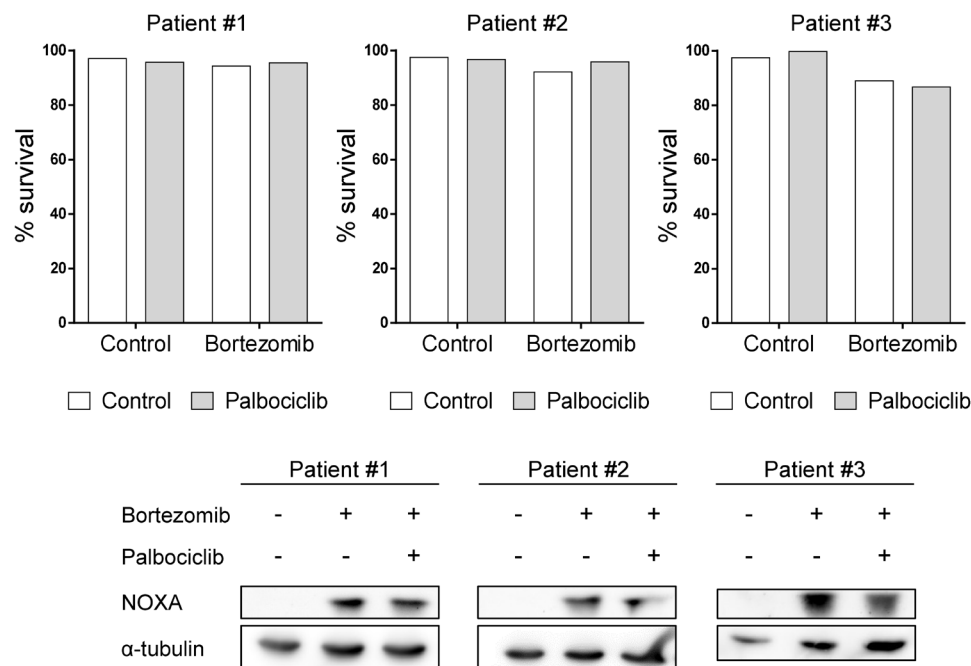 Patient #1 Patient #2 Patient #3
100 100 100
80 80 80
60 60 60
40 40 40
20 20 20
0 0 0
% survival % survival % survival
Control Bortezomib Control Bortezomib Control Bortezomib
Control Palbociclib Control Palbociclib Control Palbociclib
Patient #1 Patient #2 Patient #3
Bortezomib - + + - + + - + +
Palbociclib - - + - - + - - +
NOXA
α-tubulin